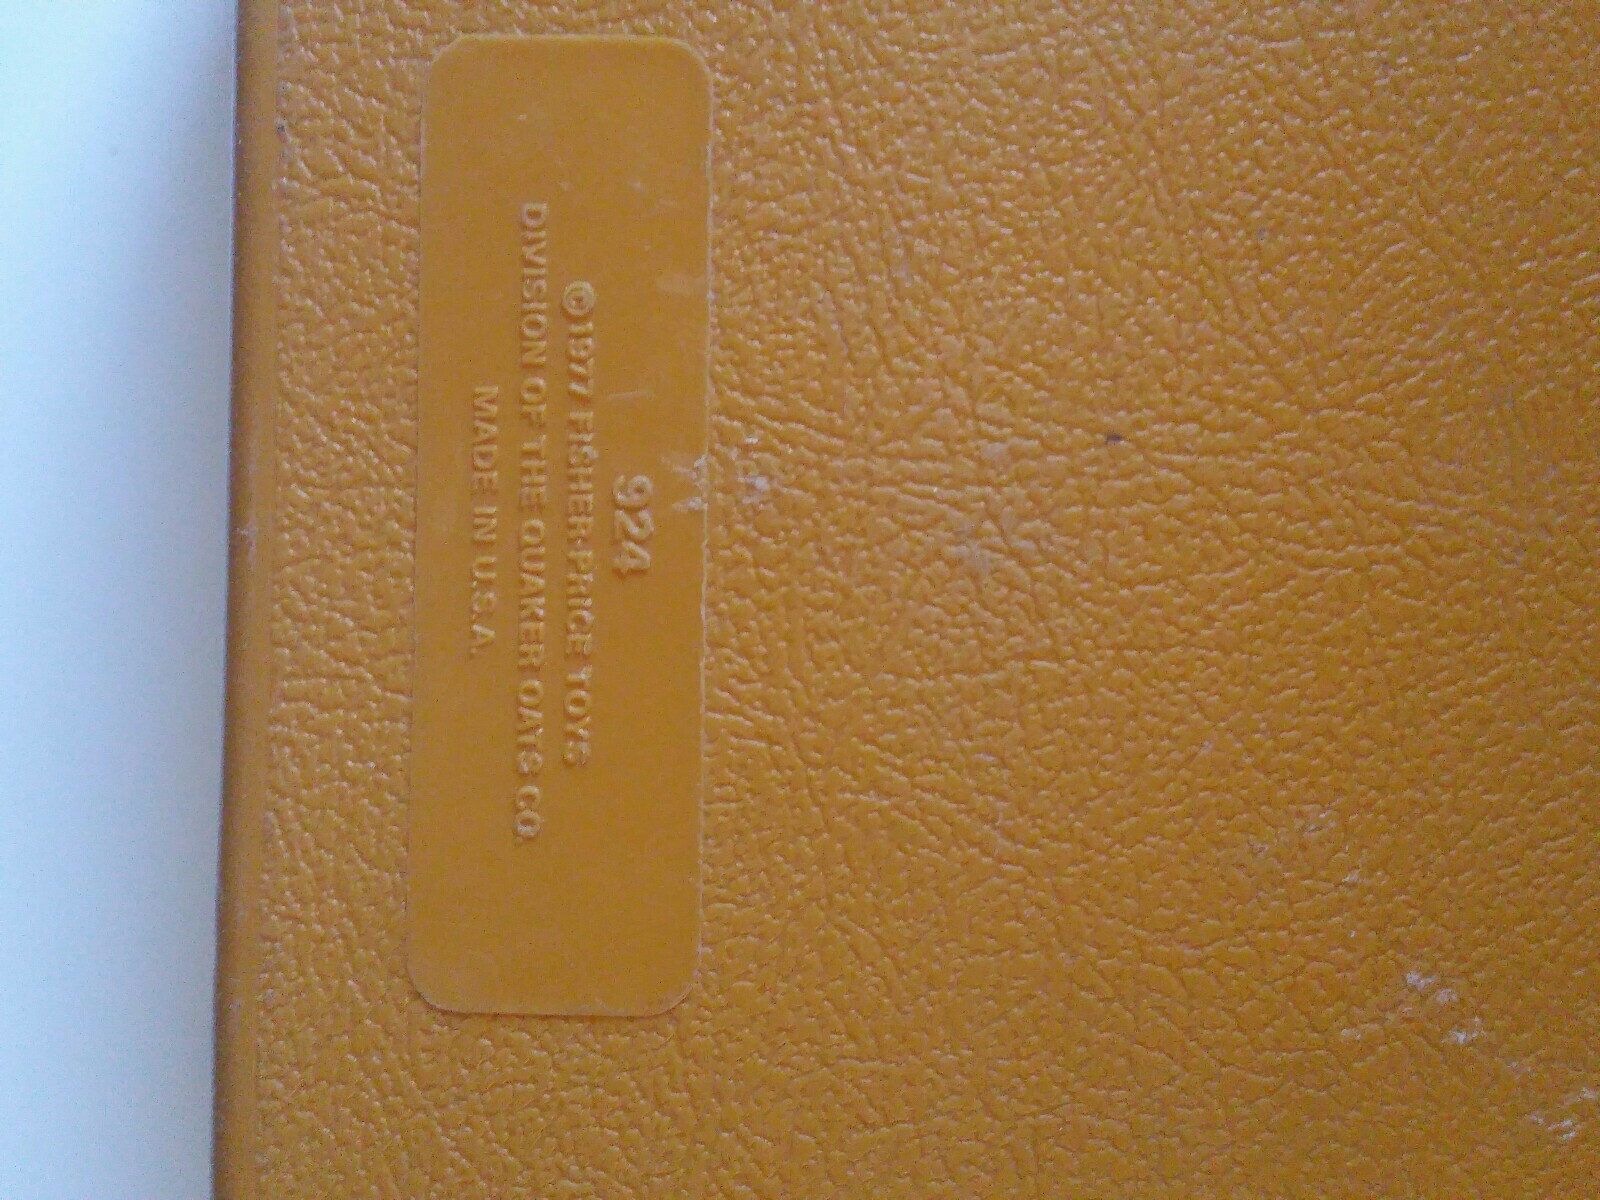 924
©1977 FISHER-PRICE TOYS
DIVISION OF THE QUAKER OATS CO.
MADE IN U.S.A.